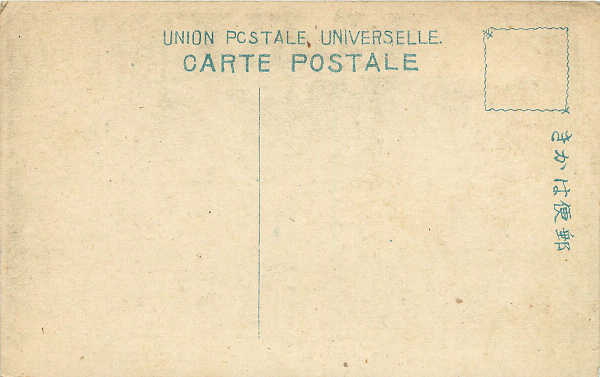 UNION POSTALE, UNIVERSELLE.
CARTE POSTALE
きかは便郵